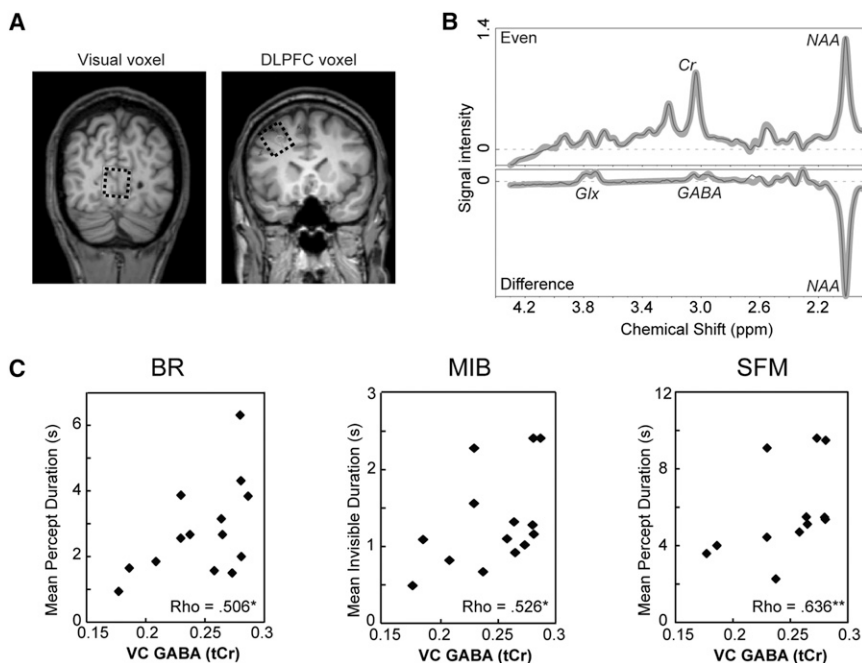 A
Visual voxel
DLPFC voxel
B
1.4
Even
NAA
Cr
0
Signal intensity
0
Glx
GABA
Difference
NAA
4.2 3.8 3.4 3.0 2.6 2.2
Chemical Shift (ppm)
C
BR
6
4
2
0
Mean Percept Duration (s)
Rho = .506*
0.15 0.2 0.25 0.3
VC GABA (tCr)
MIB
3
2
1
0
Mean Invisible Duration (s)
Rho = .526*
0.15 0.2 0.25 0.3
VC GABA (tCr)
SFM
12
8
4
0
Mean Percept Duration (s)
Rho = .636**
0.15 0.2 0.25 0.3
VC GABA (tCr)